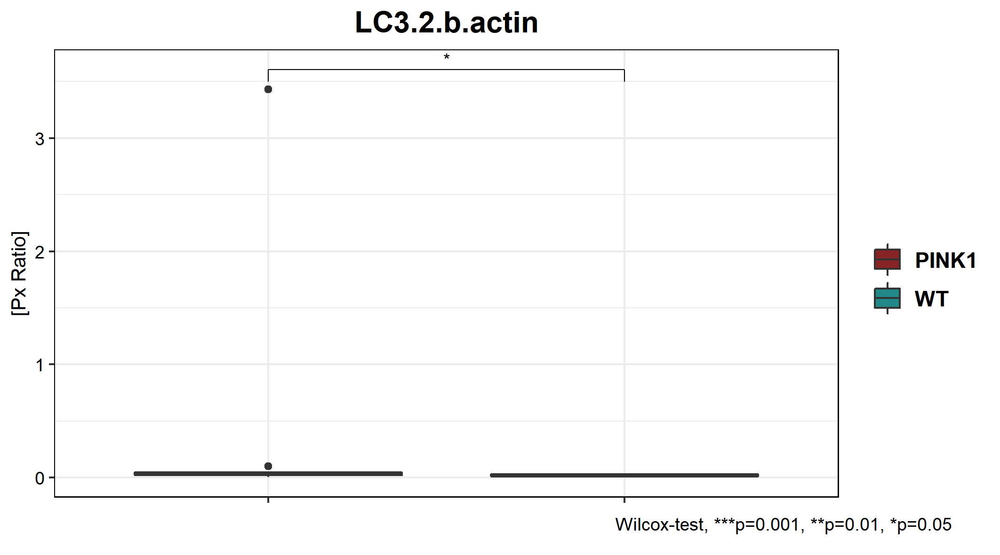 LC3.2.b.actin
*
[Px Ratio]
3
2
1
0
PINK1
WT
Wilcox-test, ***p=0.001, **p=0.01, *p=0.05